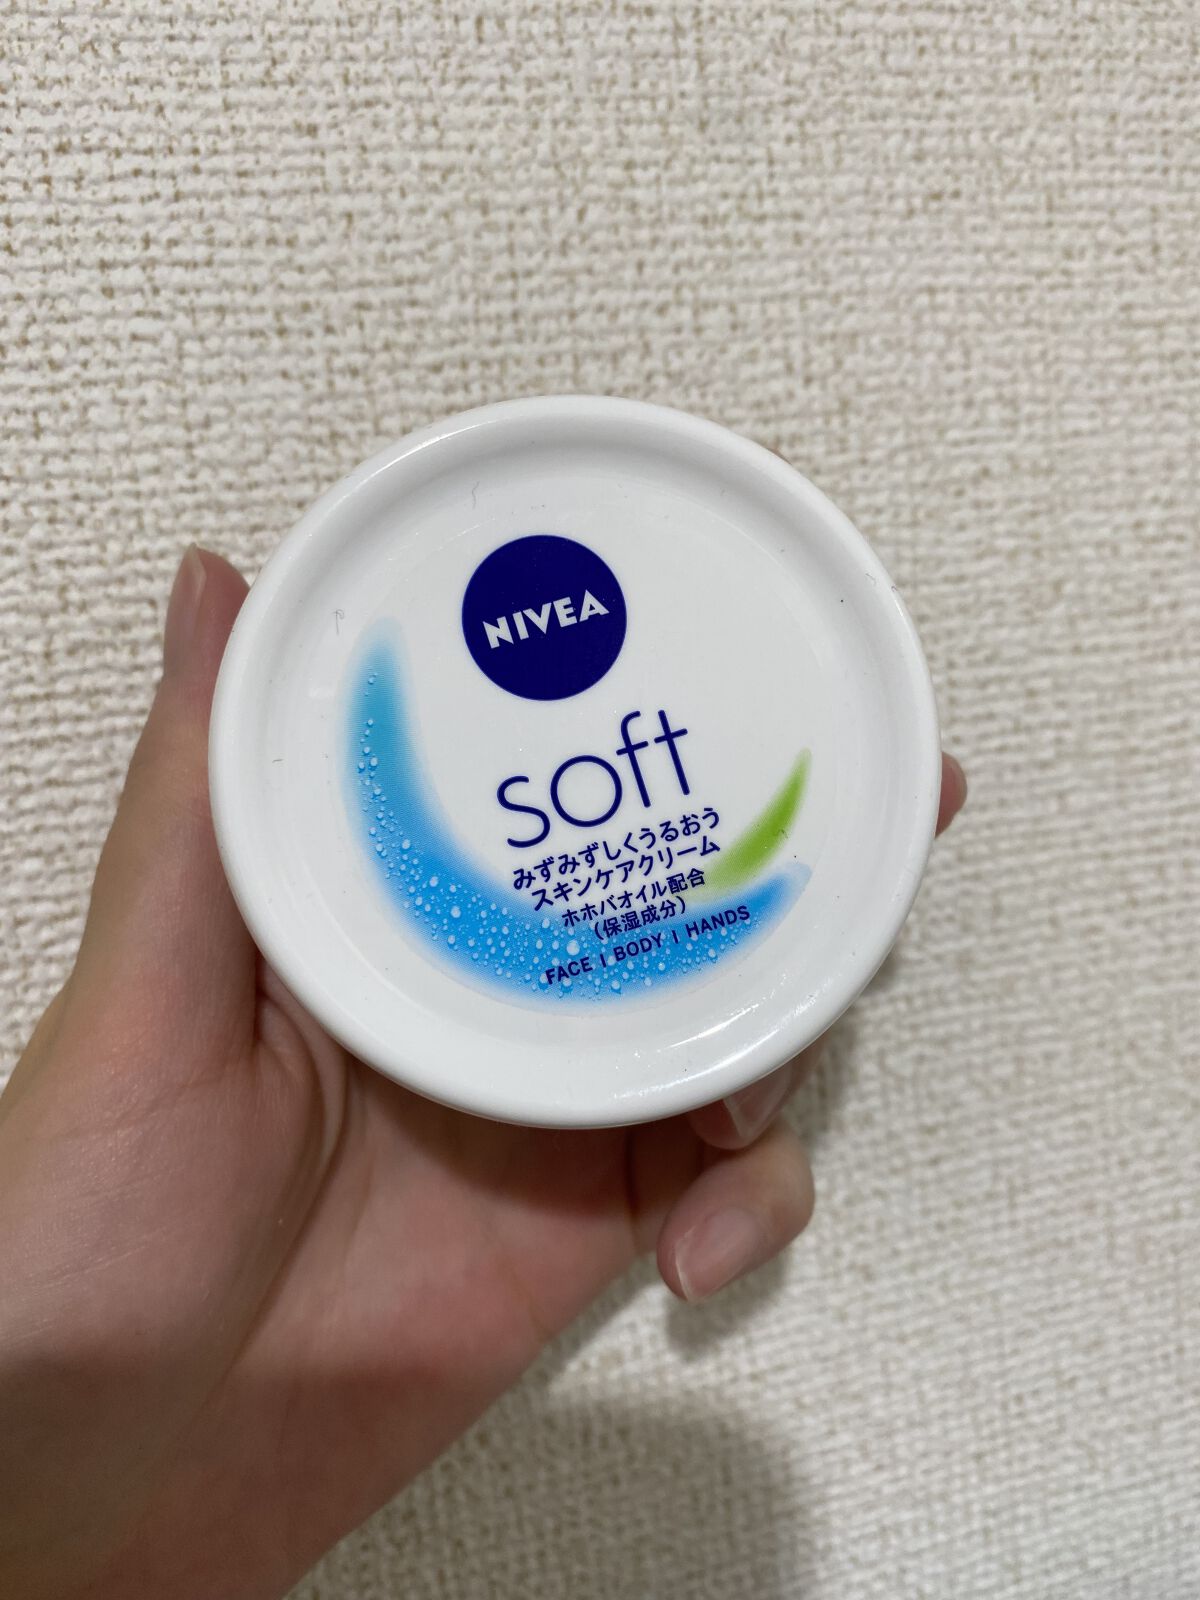 NIVEA
soft
みずみずしくうるおう
スキンケアクリーム
ホホバオイル配合
(保湿成分)
FACE | BODY | HANDS